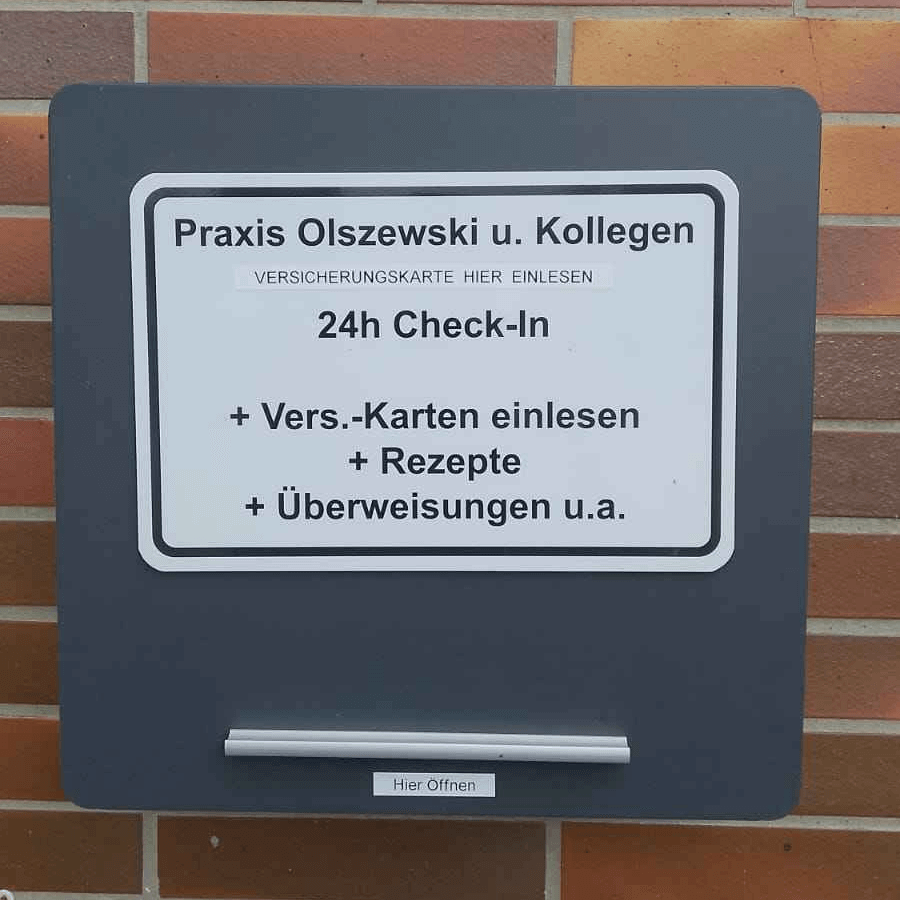 Praxis Olszewski u. Kollegen
VERSICHERUNGSKARTE HIER EINLESEN
24h Check-In
+ Vers.-Karten einlesen
+ Rezepte
+ Überweisungen u.a.
Hier Öffnen